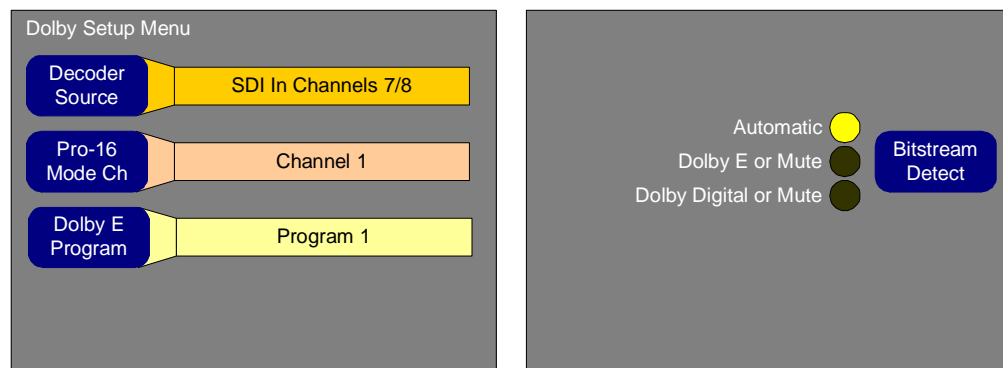 Dolby Setup Menu
Decoder
Source
SDI In Channels 7/8
Pro-16
Mode Ch
Channel 1
Dolby E
Program
Program 1
Automatic
Dolby E or Mute
Dolby Digital or Mute
Bitstream
Detect